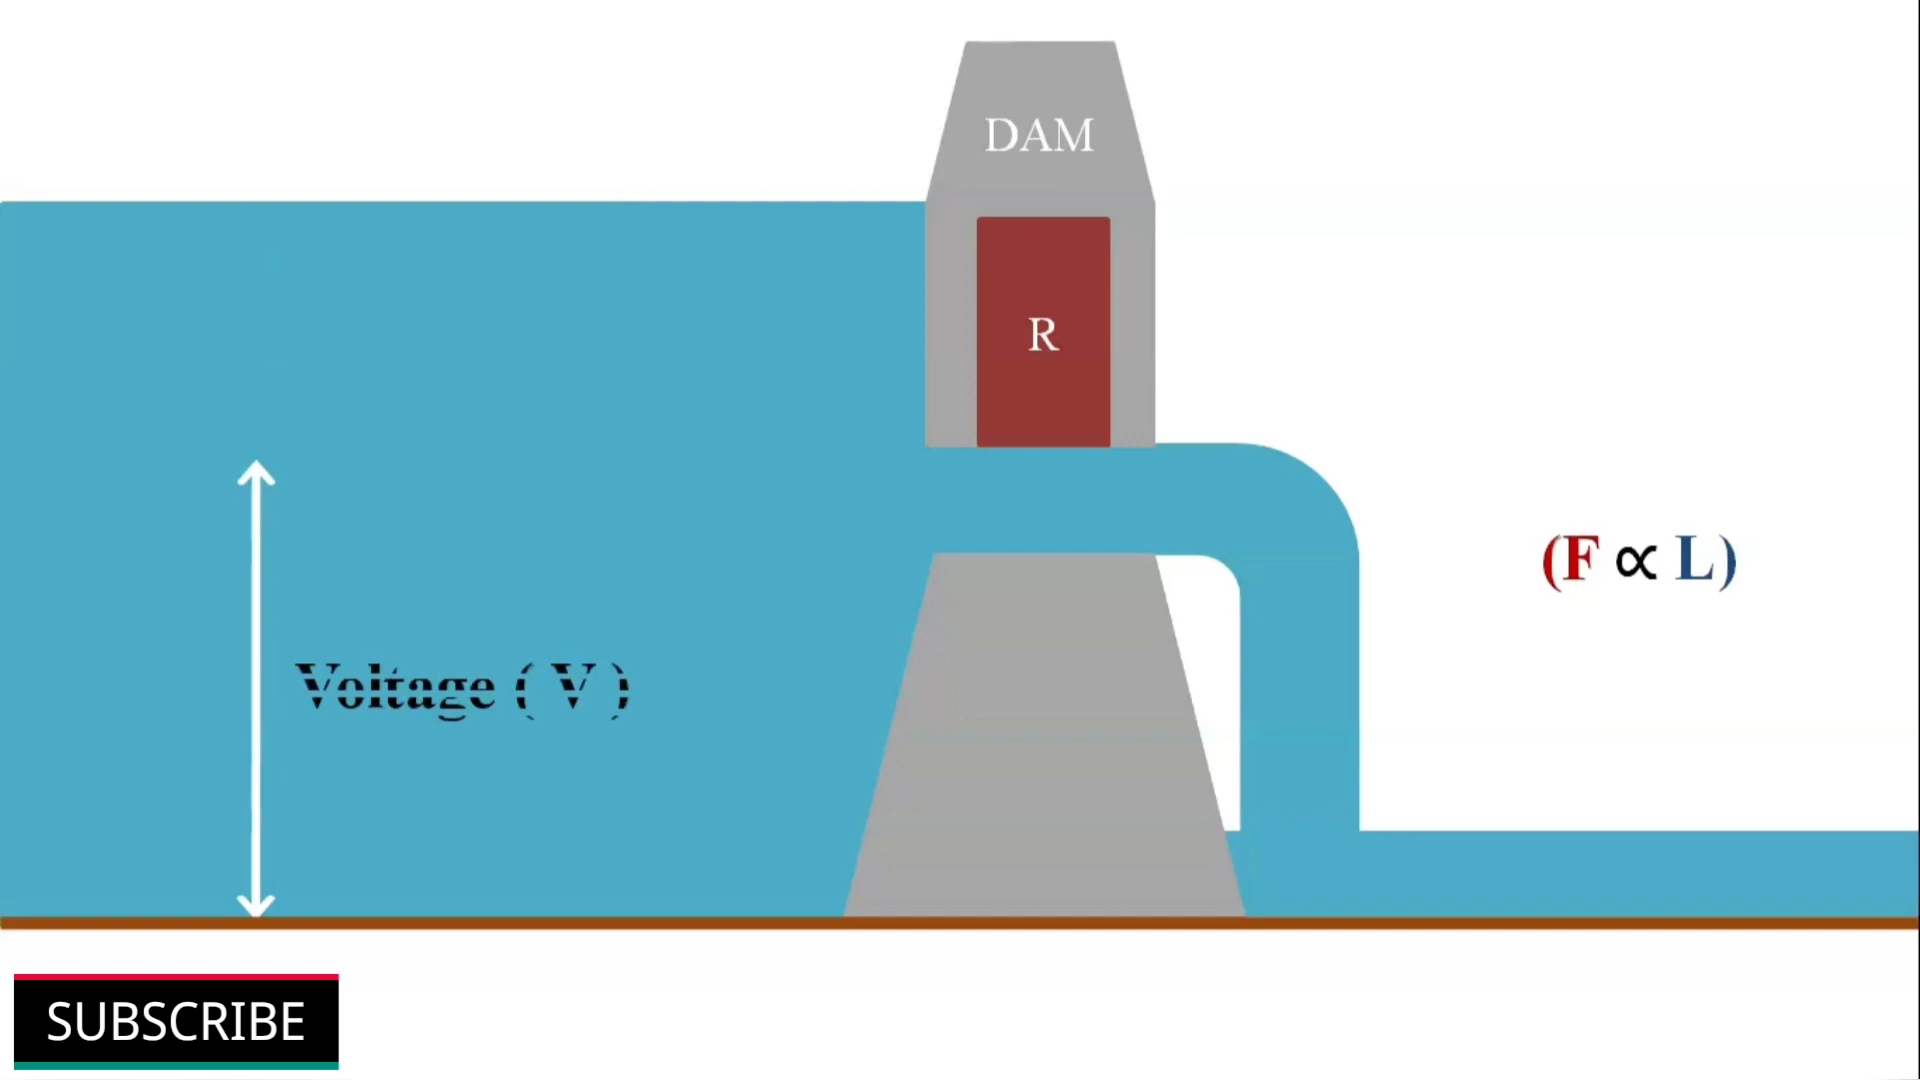 DAM
R
(F ∝ L)
Voltage ( V )
SUBSCRIBE